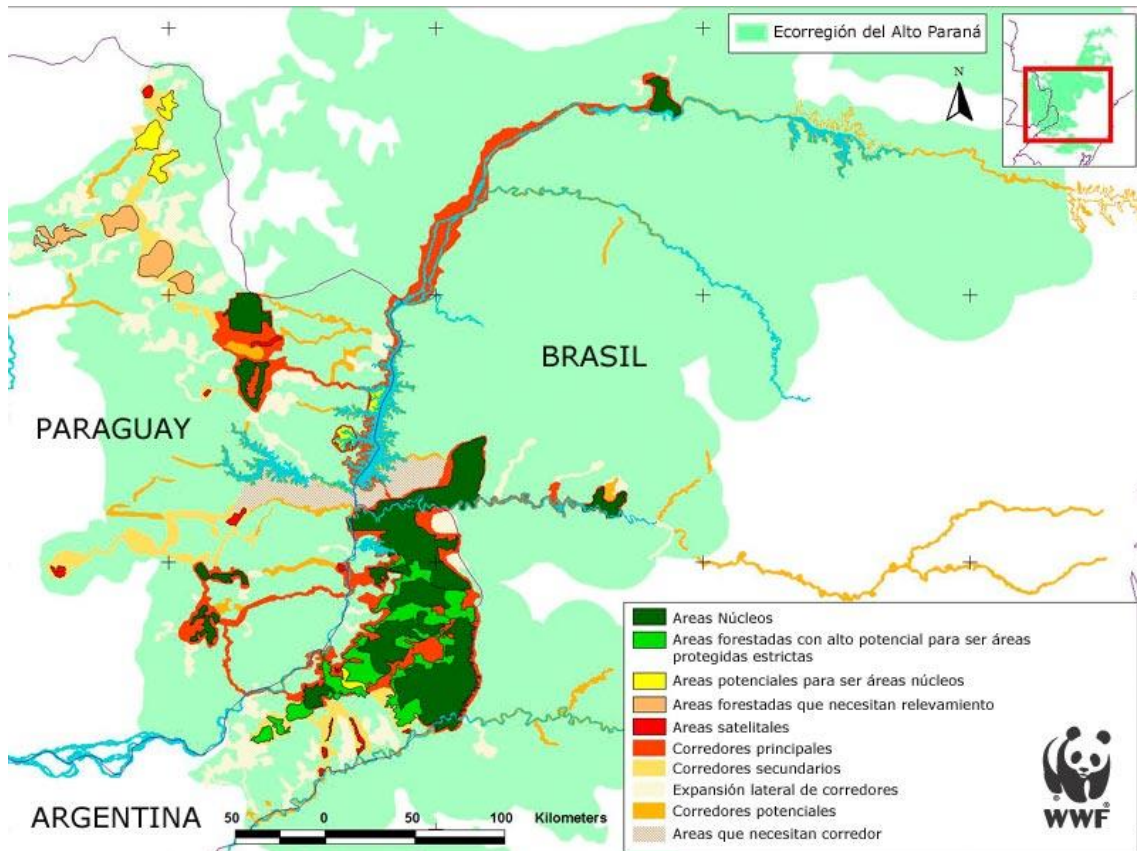 Ecorregión del Alto Paraná
N
BRASIL
PARAGUAY
ARGENTINA
50 0 50 100 Kilometers
Areas Núcleos
Areas forestadas con alto potencial para ser áreas
protegidas estrictas
Areas potenciales para ser áreas núcleos
Areas forestadas que necesitan relevamiento
Areas satelitales
Corredores principales
Corredores secundarios
Expansión lateral de corredores
Corredores potenciales
Areas que necesitan corredor
WWF